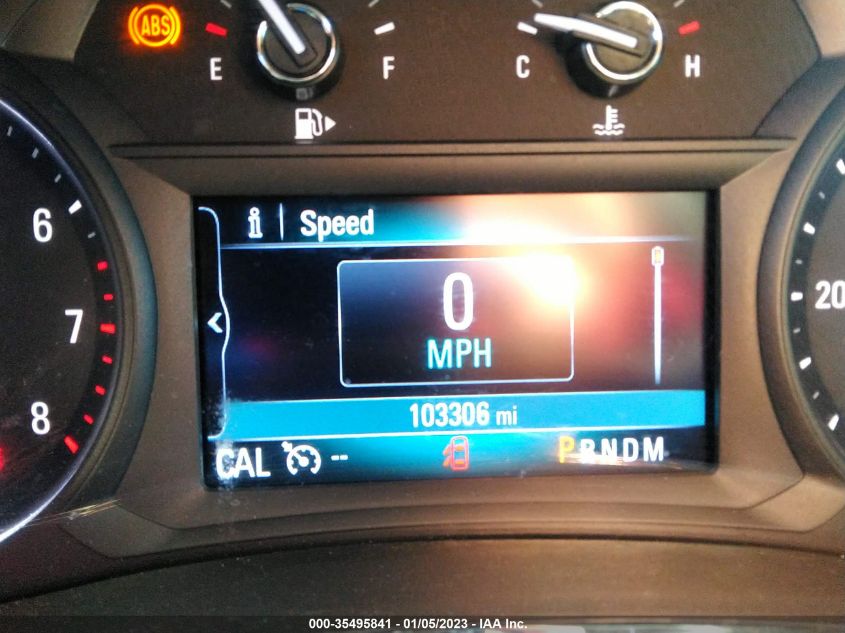 ABS
E F C H
6
7
8
20
i Speed
0
MPH
103306 mi
CAL -- PRNDM
000-35495841 - 01/05/2023 - IAA Inc.